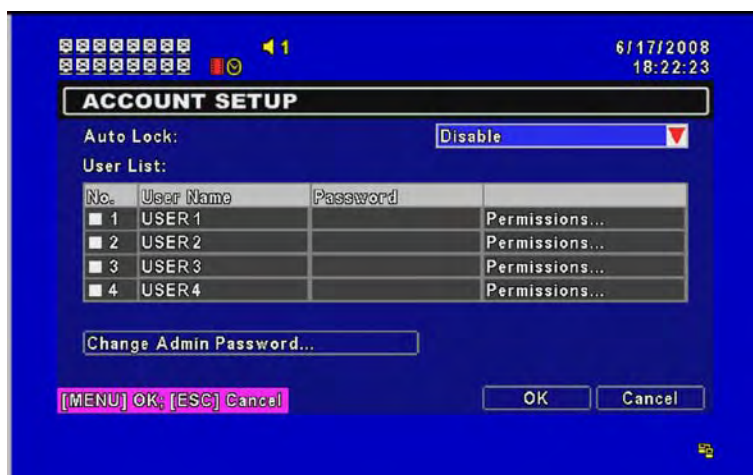 1
6/17/2008
18:22:23
ACCOUNT SETUP
Auto Lock: Disable
User List:
No. User Name Password
1 USER1 Permissions...
2 USER2 Permissions...
3 USER3 Permissions...
4 USER4 Permissions...
Change Admin Password...
[MENU] OK; [ESC] Cancel OK Cancel